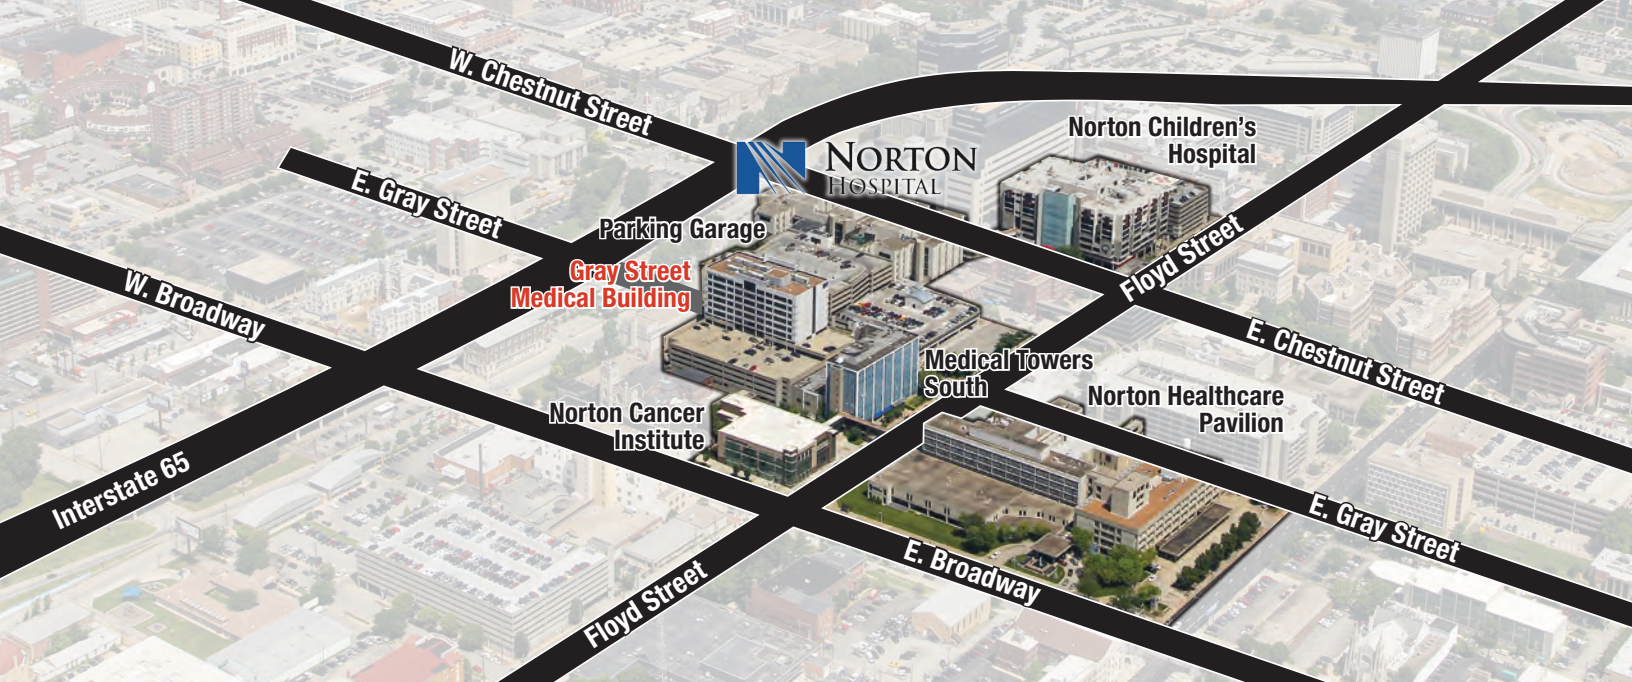 W. Chestnut Street
Norton Children's
Hospital
NORTON
HOSPITAL
E. Gray Street
Parking Garage
Floyd Street
Gray Street
Medical Building
W. Broadway
E. Chestnut Street
Medical Towers
South
Norton Healthcare
Pavilion
Norton Cancer
Institute
Interstate 65
E. Gray Street
E. Broadway
Floyd Street